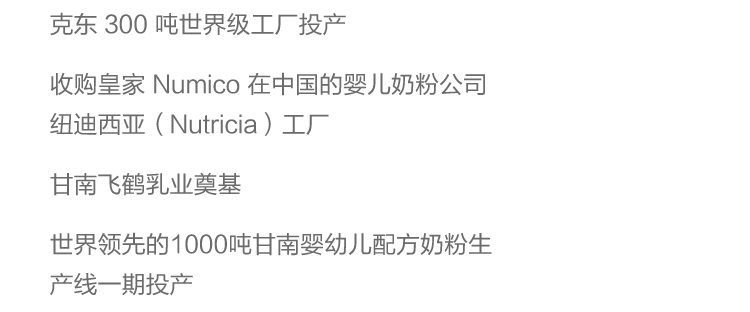 克东 300 吨世界级工厂投产
收购皇家 Numico 在中国的婴儿奶粉公司
纽迪西亚（Nutricia）工厂
甘南飞鹤乳业奠基
世界领先的1000吨甘南婴幼儿配方奶粉生
产线一期投产